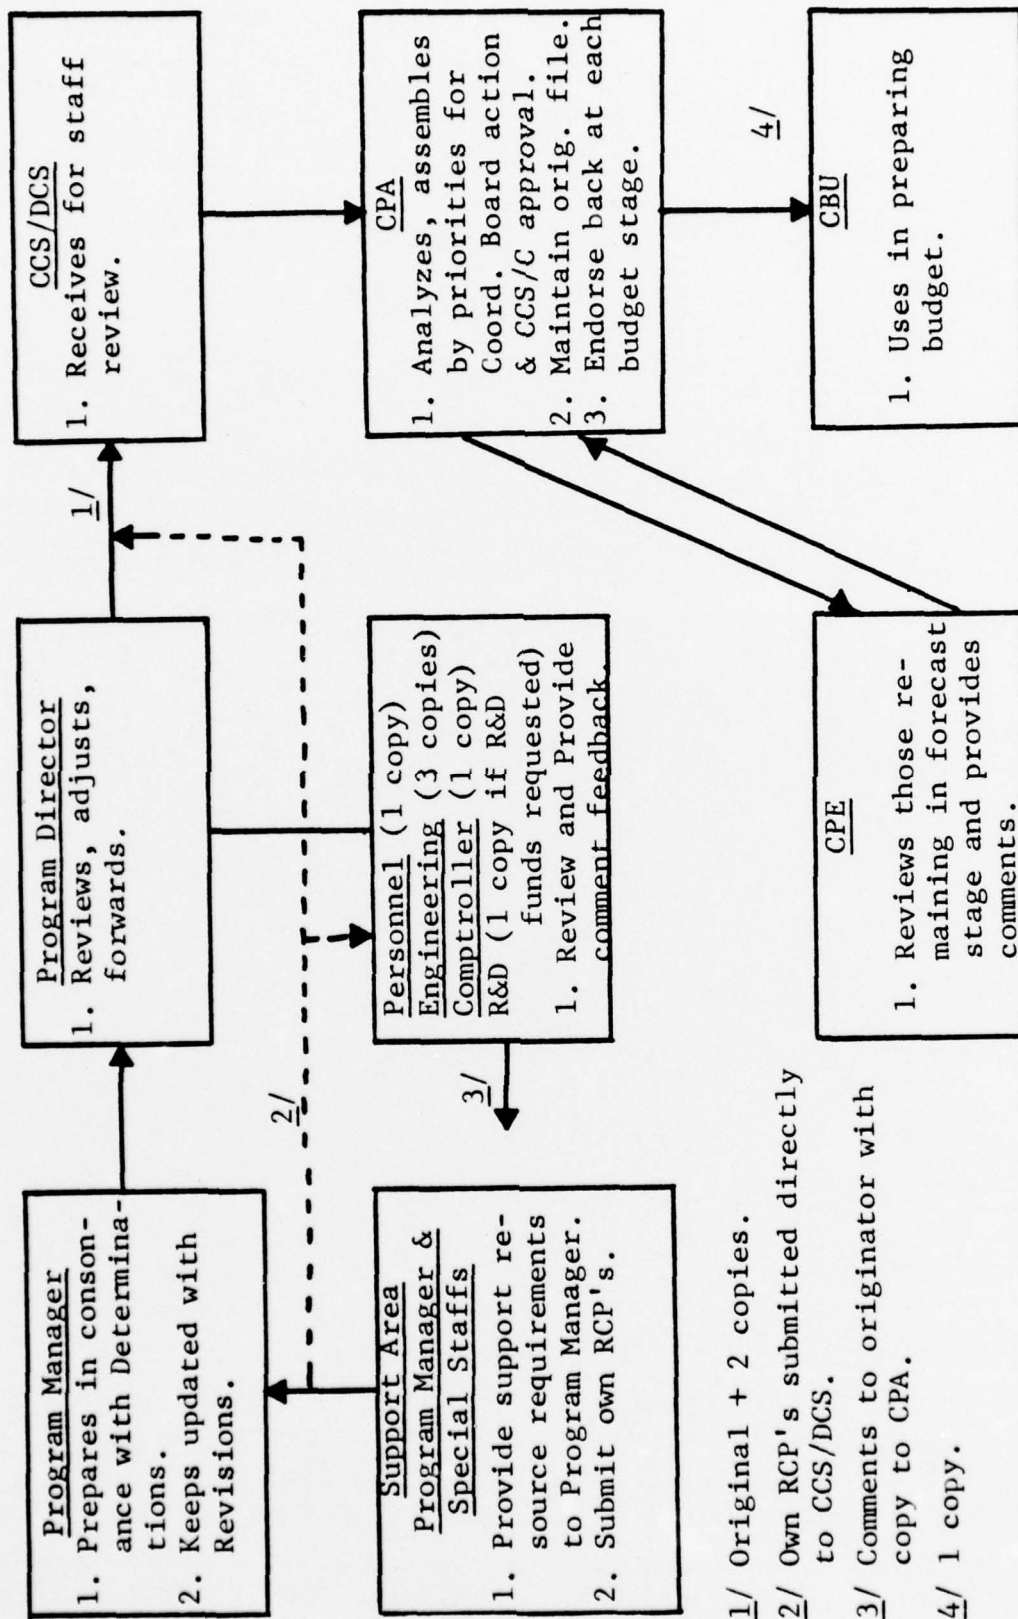 Program Manager
1. Prepares in conson-
ance with Determina-
tions.
2. Keeps updated with
Revisions.
Program Director
1. Reviews, adjusts,
forwards.
1/
CCS/DCS
1. Receives for staff
review.
2/
Support Area
Program Manager &
Special Staffs
1. Provide support re-
source requirements
to Program Manager.
2. Submit own RCP's.
3/
Personnel (1 copy)
Engineering (3 copies)
Comptroller (1 copy)
R&D (1 copy if R&D
funds requested)
1. Review and Provide
comment feedback.
CPA
1. Analyzes, assembles
by priorities for
Coord. Board action
& CCS/C approval.
2. Maintain orig. file.
3. Endorse back at each
budget stage.
4/
CPE
1. Reviews those re-
maining in forecast
stage and provides
comments.
CBU
1. Uses in preparing
budget.
1/ Original + 2 copies.
2/ Own RCP's submitted directly
to CCS/DCS.
3/ Comments to originator with
copy to CPA.
4/ 1 copy.